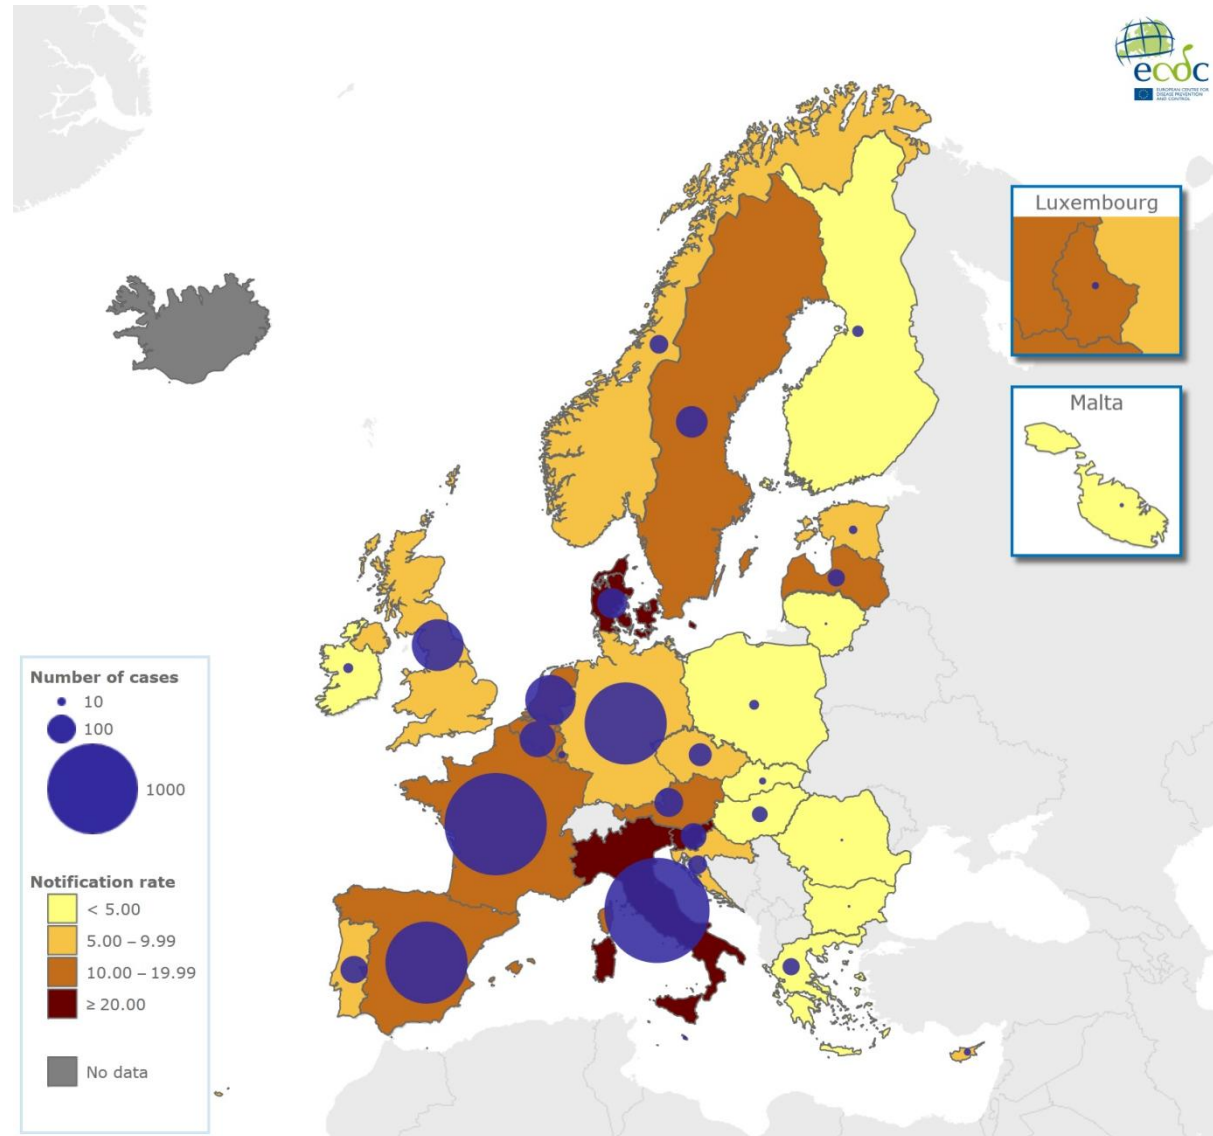 ecdc
EUROPEAN CENTRE FOR
DISEASE PREVENTION
AND CONTROL
Luxembourg
Malta
Number of cases
10
100
1000
Notification rate
< 5.00
5.00 – 9.99
10.00 – 19.99
≥ 20.00
No data